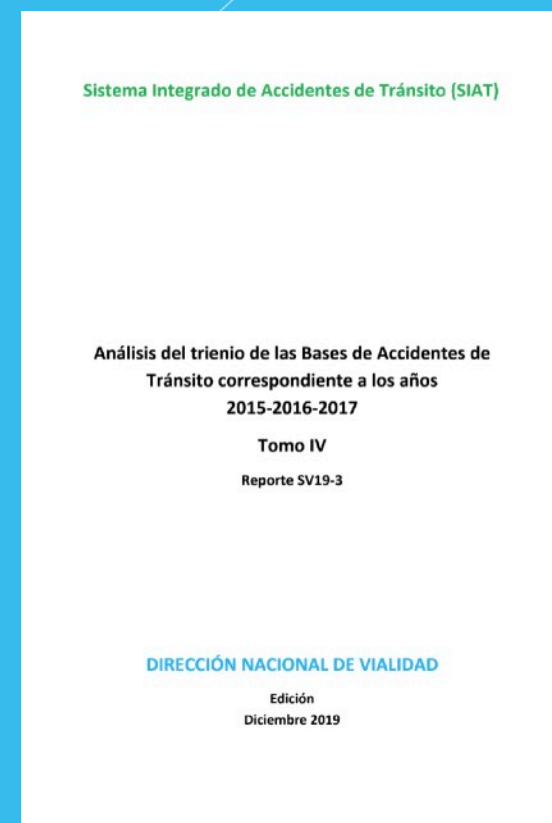 Sistema Integrado de Accidentes de Tránsito (SIAT)
Análisis del trienio de las Bases de Accidentes de
Tránsito correspondiente a los años
2015-2016-2017
Tomo IV
Reporte SV19-3
DIRECCIÓN NACIONAL DE VIALIDAD
Edición
Diciembre 2019